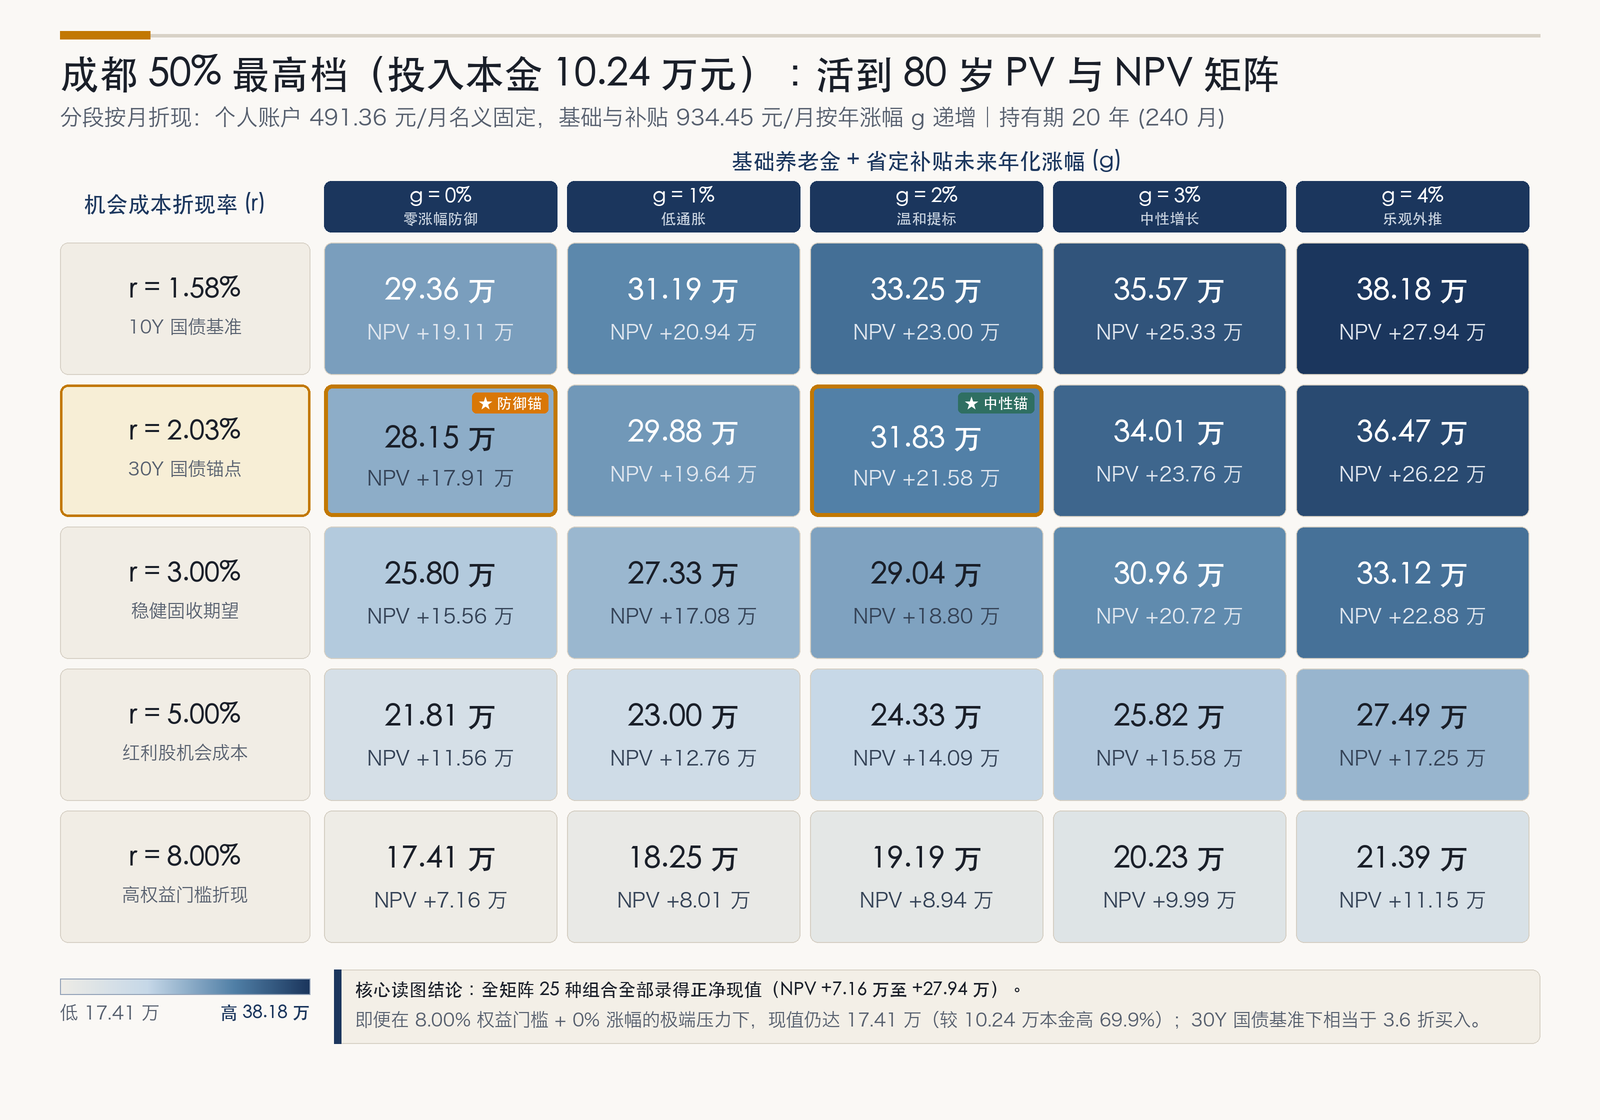 成都 50% 最高档（投入本金 10.24 万元）：活到 80 岁 PV 与 NPV 矩阵
分段按月折现：个人账户 491.36 元/月名义固定，基础与补贴 934.45 元/月按年涨幅 g 递增｜持有期 20 年 (240 月)
基础养老金 + 省定补贴未来年化涨幅 (g)
机会成本折现率 (r)
g = 0%
零涨幅防御
g = 1%
低通胀
g = 2%
温和提标
g = 3%
中性增长
g = 4%
乐观外推
r = 1.58%
10Y 国债基准
29.36 万
NPV +19.11 万
31.19 万
NPV +20.94 万
33.25 万
NPV +23.00 万
35.57 万
NPV +25.33 万
38.18 万
NPV +27.94 万
r = 2.03%
30Y 国债锚点
★ 防御锚
28.15 万
NPV +17.91 万
29.88 万
NPV +19.64 万
★ 中性锚
31.83 万
NPV +21.58 万
34.01 万
NPV +23.76 万
36.47 万
NPV +26.22 万
r = 3.00%
稳健固收期望
25.80 万
NPV +15.56 万
27.33 万
NPV +17.08 万
29.04 万
NPV +18.80 万
30.96 万
NPV +20.72 万
33.12 万
NPV +22.88 万
r = 5.00%
红利股机会成本
21.81 万
NPV +11.56 万
23.00 万
NPV +12.76 万
24.33 万
NPV +14.09 万
25.82 万
NPV +15.58 万
27.49 万
NPV +17.25 万
r = 8.00%
高权益门槛折现
17.41 万
NPV +7.16 万
18.25 万
NPV +8.01 万
19.19 万
NPV +8.94 万
20.23 万
NPV +9.99 万
21.39 万
NPV +11.15 万
低 17.41 万
高 38.18 万
核心读图结论：全矩阵 25 种组合全部录得正净现值（NPV +7.16 万至 +27.94 万）。
即便在 8.00% 权益门槛 + 0% 涨幅的极端压力下，现值仍达 17.41 万（较 10.24 万本金高 69.9%）；30Y 国债基准下相当于 3.6 折买入。